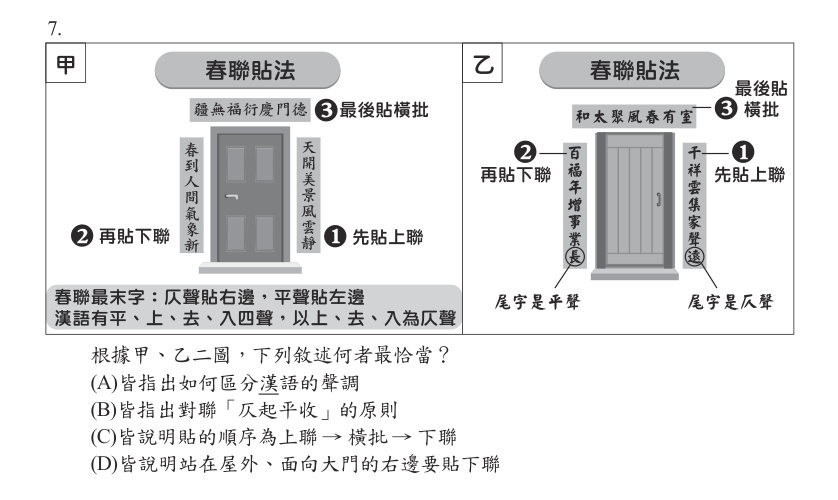 7.
甲
春聯貼法
疆無福衍慶門德
❸最後貼橫批
春到人間氣象新
天開美景風雲靜
❷ 再貼下聯
❶ 先貼上聯
春聯最末字：仄聲貼右邊，平聲貼左邊
漢語有平、上、去、入四聲，以上、去、入為仄聲
乙
春聯貼法
最後貼
❸ 橫批
和太聚風春有室
❷
再貼下聯
百福年增事業長
千祥雲集家聲遠
❶
先貼上聯
尾字是平聲
尾字是仄聲
根據甲、乙二圖，下列敘述何者最恰當？
(A)皆指出如何區分漢語的聲調
(B)皆指出對聯「仄起平收」的原則
(C)皆說明貼的順序為上聯→橫批→下聯
(D)皆說明站在屋外、面向大門的右邊要貼下聯